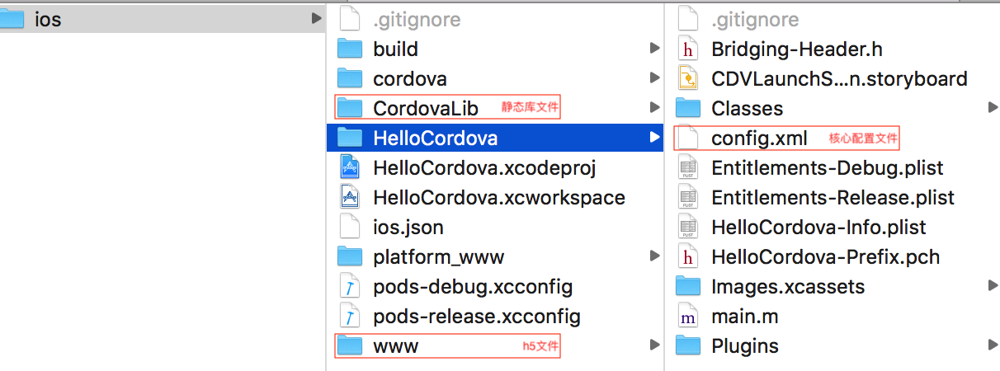 ios
.gitignore
build
cordova
CordovaLib 静态库文件
HelloCordova
HelloCordova.xcodeproj
HelloCordova.xcworkspace
ios.json
platform_www
pods-debug.xcconfig
pods-release.xcconfig
www h5文件
.gitignore
Bridging-Header.h
CDVLaunchS...n.storyboard
Classes
config.xml 核心配置文件
Entitlements-Debug.plist
Entitlements-Release.plist
HelloCordova-Info.plist
HelloCordova-Prefix.pch
Images.xcassets
main.m
Plugins